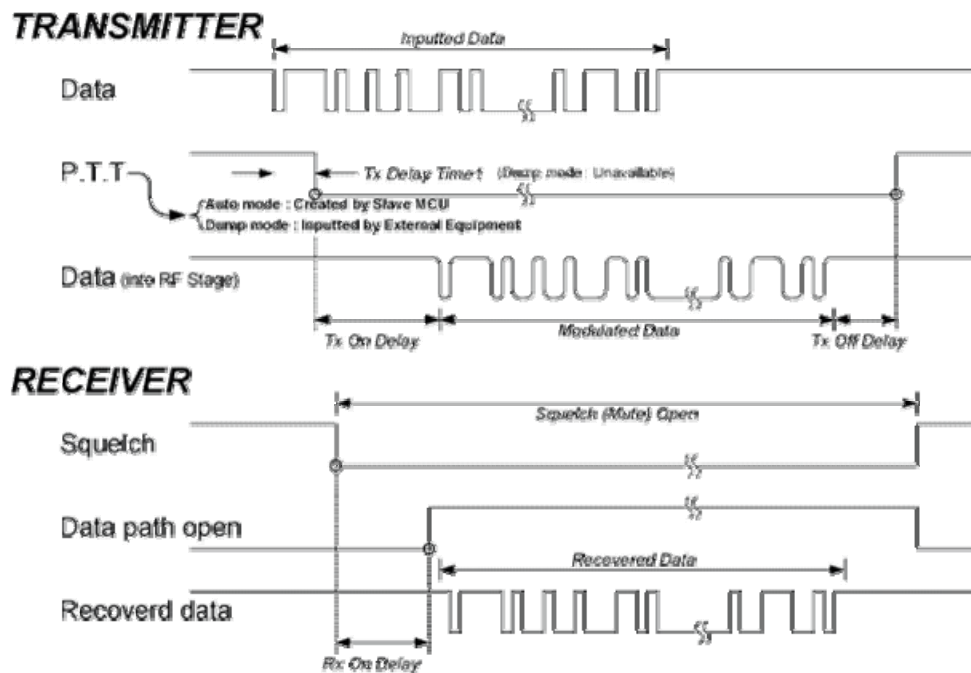 TRANSMITTER
Inputted Data
Data
P.T.T
Tx Delay Time1 (Dump mode : Unavailable)
Auto mode : Created by Slave MCU
Dump mode : Inputted by External Equipment
Data (into RF Stage)
Tx On Delay
Modulated Data
Tx Off Delay
RECEIVER
Squelch (Mute) Open
Squelch
Data path open
Recovered Data
Recoverd data
Rx On Delay